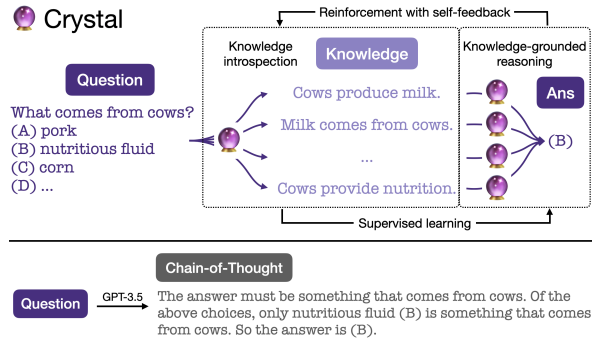 Crystal
Reinforcement with self-feedback
Knowledge
introspection
Knowledge
Knowledge-grounded
reasoning
Question
What comes from cows?
(A) pork
(B) nutritious fluid
(C) corn
(D) ...
Cows produce milk.
Milk comes from cows.
...
Cows provide nutrition.
Ans
(B)
Supervised learning
Chain-of-Thought
Question
GPT-3.5
The answer must be something that comes from cows. Of the
above choices, only nutritious fluid (B) is something that comes
from cows. So the answer is (B).